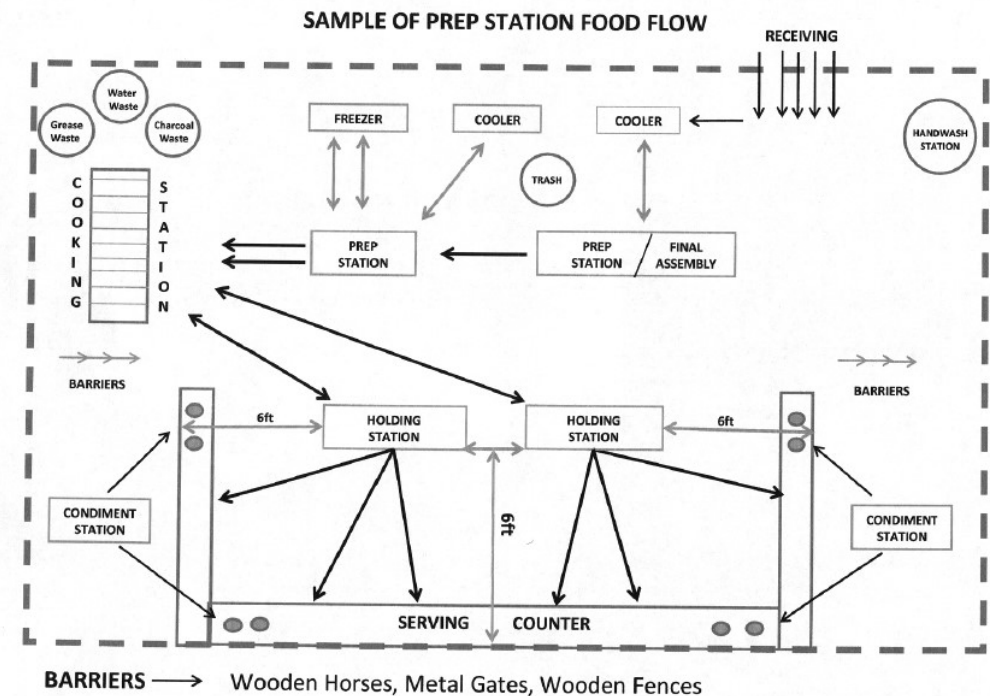 SAMPLE OF PREP STATION FOOD FLOW
RECEIVING
Water
Waste
Grease
Waste
Charcoal
Waste
FREEZER
COOLER
COOLER
HANDWASH
STATION
TRASH
COOKING
STATION
PREP
STATION
PREP
STATION
/
FINAL
ASSEMBLY
BARRIERS
BARRIERS
6ft
HOLDING
STATION
HOLDING
STATION
6ft
6ft
CONDIMENT
STATION
CONDIMENT
STATION
SERVING COUNTER
BARRIERS Wooden Horses, Metal Gates, Wooden Fences